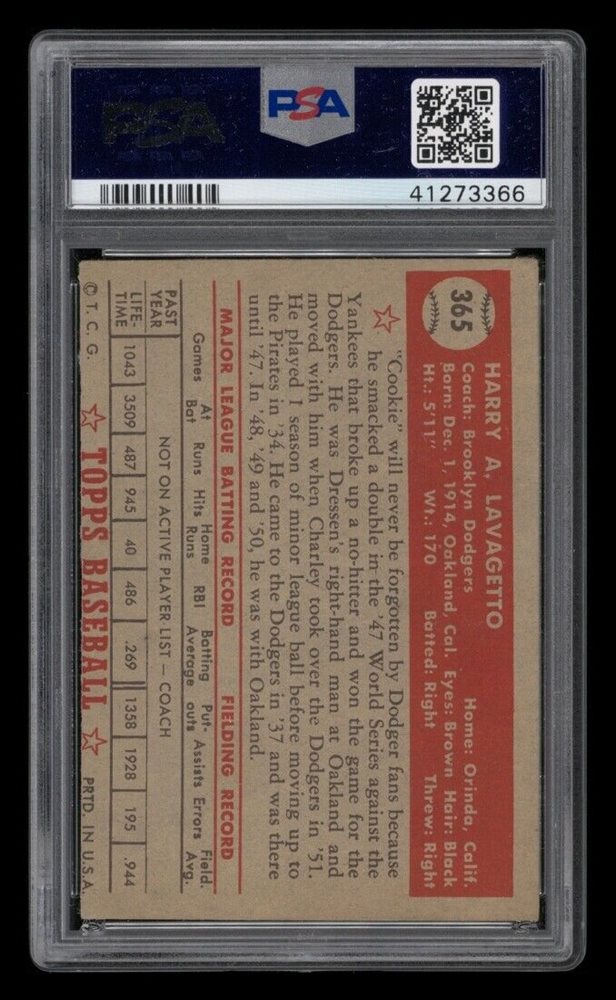 PSA
PSA
41273366
365
HARRY A. LAVAGETTO
Coach: Brooklyn Dodgers Home: Orinda, Calif.
Born: Dec. 1, 1914, Oakland, Cal. Eyes: Brown Hair: Black
Ht.: 5'11" Wt.: 170 Batted: Right Threw: Right
"Cookie" will never be forgotten by Dodger fans because
he smacked a double in the '47 World Series against the
Yankees that broke up a no-hitter and won the game for the
Dodgers. He was Dressen's right-hand man at Oakland and
moved with him when Charley took over the Dodgers in '51.
He played 1 season of minor league ball before moving up to
the Pirates in '34. He came to the Dodgers in '37 and was there
until '47. In '48, '49 and '50, he was with Oakland.
MAJOR LEAGUE BATTING RECORD FIELDING RECORD
Games At Bat Runs Hits Home Runs RBI Batting Average Put-outs Assists Errors Field. Avg.
PAST YEAR NOT ON ACTIVE PLAYER LIST — COACH
LIFE-TIME 1043 3509 487 945 40 486 .269 1358 1928 195 .944
© T. C. G. TOPPS BASEBALL PRTD. IN U.S.A.